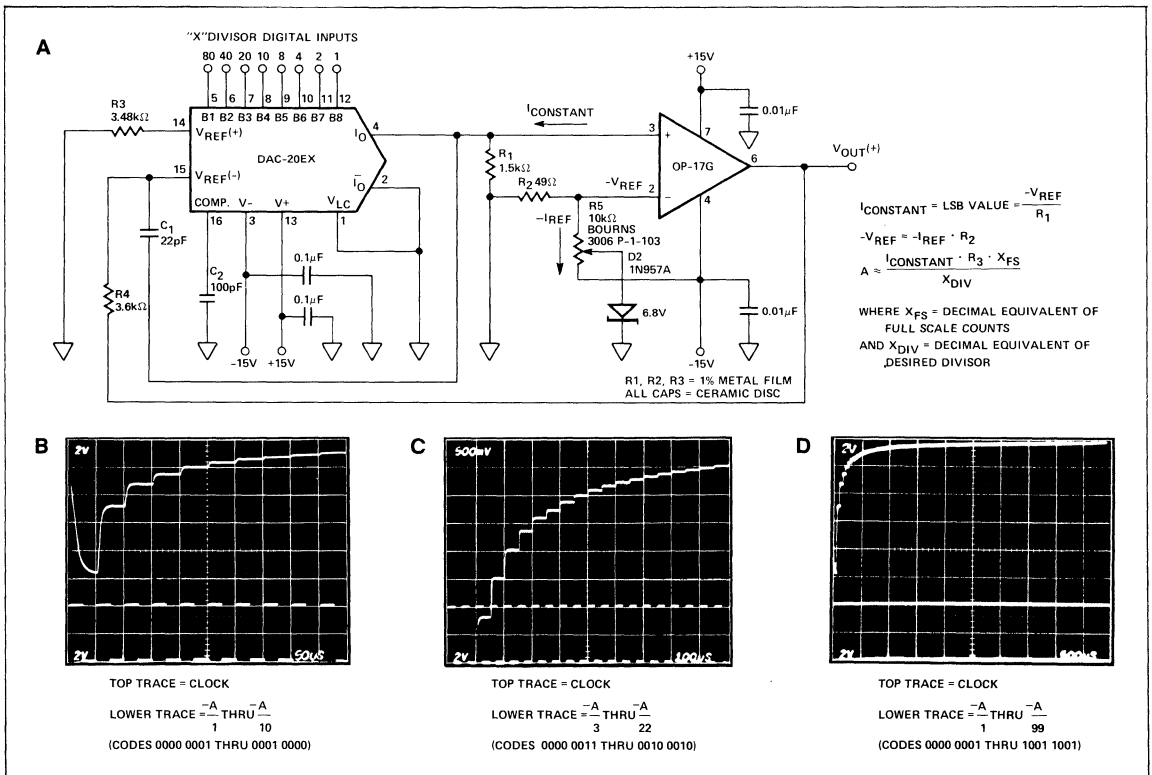 A
"X"DIVISOR DIGITAL INPUTS
80 40 20 10 8 4 2 1
5 6 7 8 9 10 11 12
B1 B2 B3 B4 B5 B6 B7 B8
R3
3.48kΩ
14
VREF(+)
IO
4
DAC-20EX
15
VREF(-)
IO
2
COMP. V- V+ VLC
16 3 13 1
C1
22pF
C2
100pF
R4
3.6kΩ
0.1μF
0.1μF
-15V +15V
ICONSTANT
R1
1.5kΩ
R2 49Ω
-VREF
-IREF
R5
10kΩ
BOURNS
3006 P-1-103
D2
1N957A
6.8V
+15V
0.01μF
3
+
7
OP-17G
6
2
−
4
VOUT(+)
0.01μF
-15V
R1, R2, R3 = 1% METAL FILM
ALL CAPS = CERAMIC DISC
ICONSTANT = LSB VALUE = -VREF / R1
-VREF = -IREF · R2
A = ICONSTANT · R3 · XFS / XDIV
WHERE XFS = DECIMAL EQUIVALENT OF
FULL SCALE COUNTS
AND XDIV = DECIMAL EQUIVALENT OF
DESIRED DIVISOR
B
2V
2V 50μS
TOP TRACE = CLOCK
LOWER TRACE = -A/1 THRU -A/10
(CODES 0000 0001 THRU 0001 0000)
C
500mV
2V 100μS
TOP TRACE = CLOCK
LOWER TRACE = -A/3 THRU -A/22
(CODES 0000 0011 THRU 0010 0010)
D
2V
2V
TOP TRACE = CLOCK
LOWER TRACE = -A/1 THRU -A/99
(CODES 0000 0001 THRU 1001 1001)